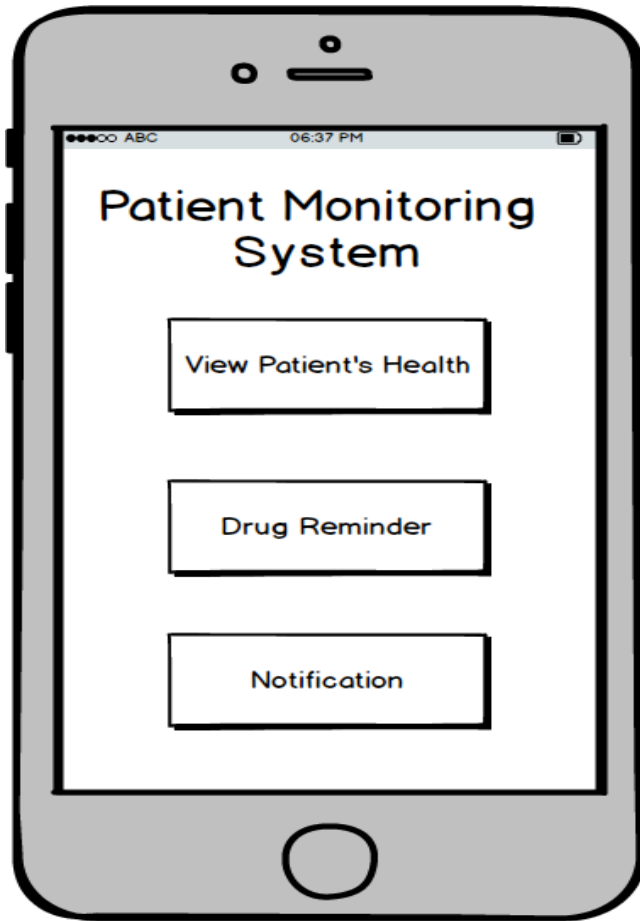 ABC 06:37 PM
Patient Monitoring
System
View Patient's Health
Drug Reminder
Notification